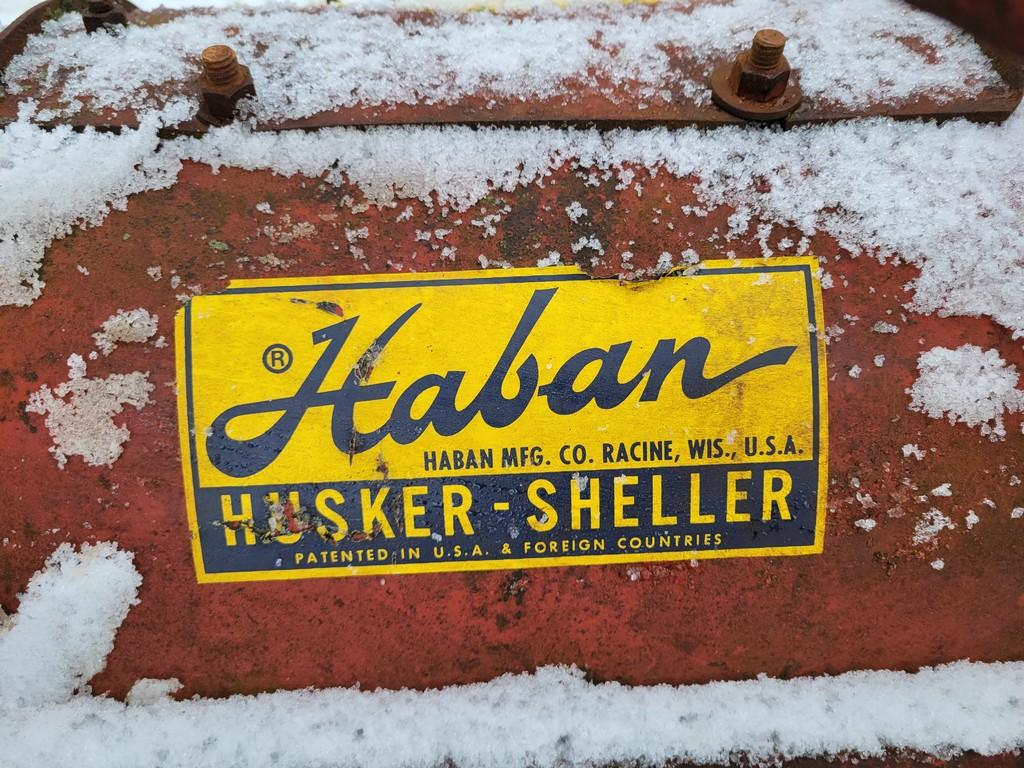 ® Haban
HABAN MFG. CO. RACINE, WIS., U.S.A.
HUSKER-SHELLER
PATENTED IN U.S.A. & FOREIGN COUNTRIES